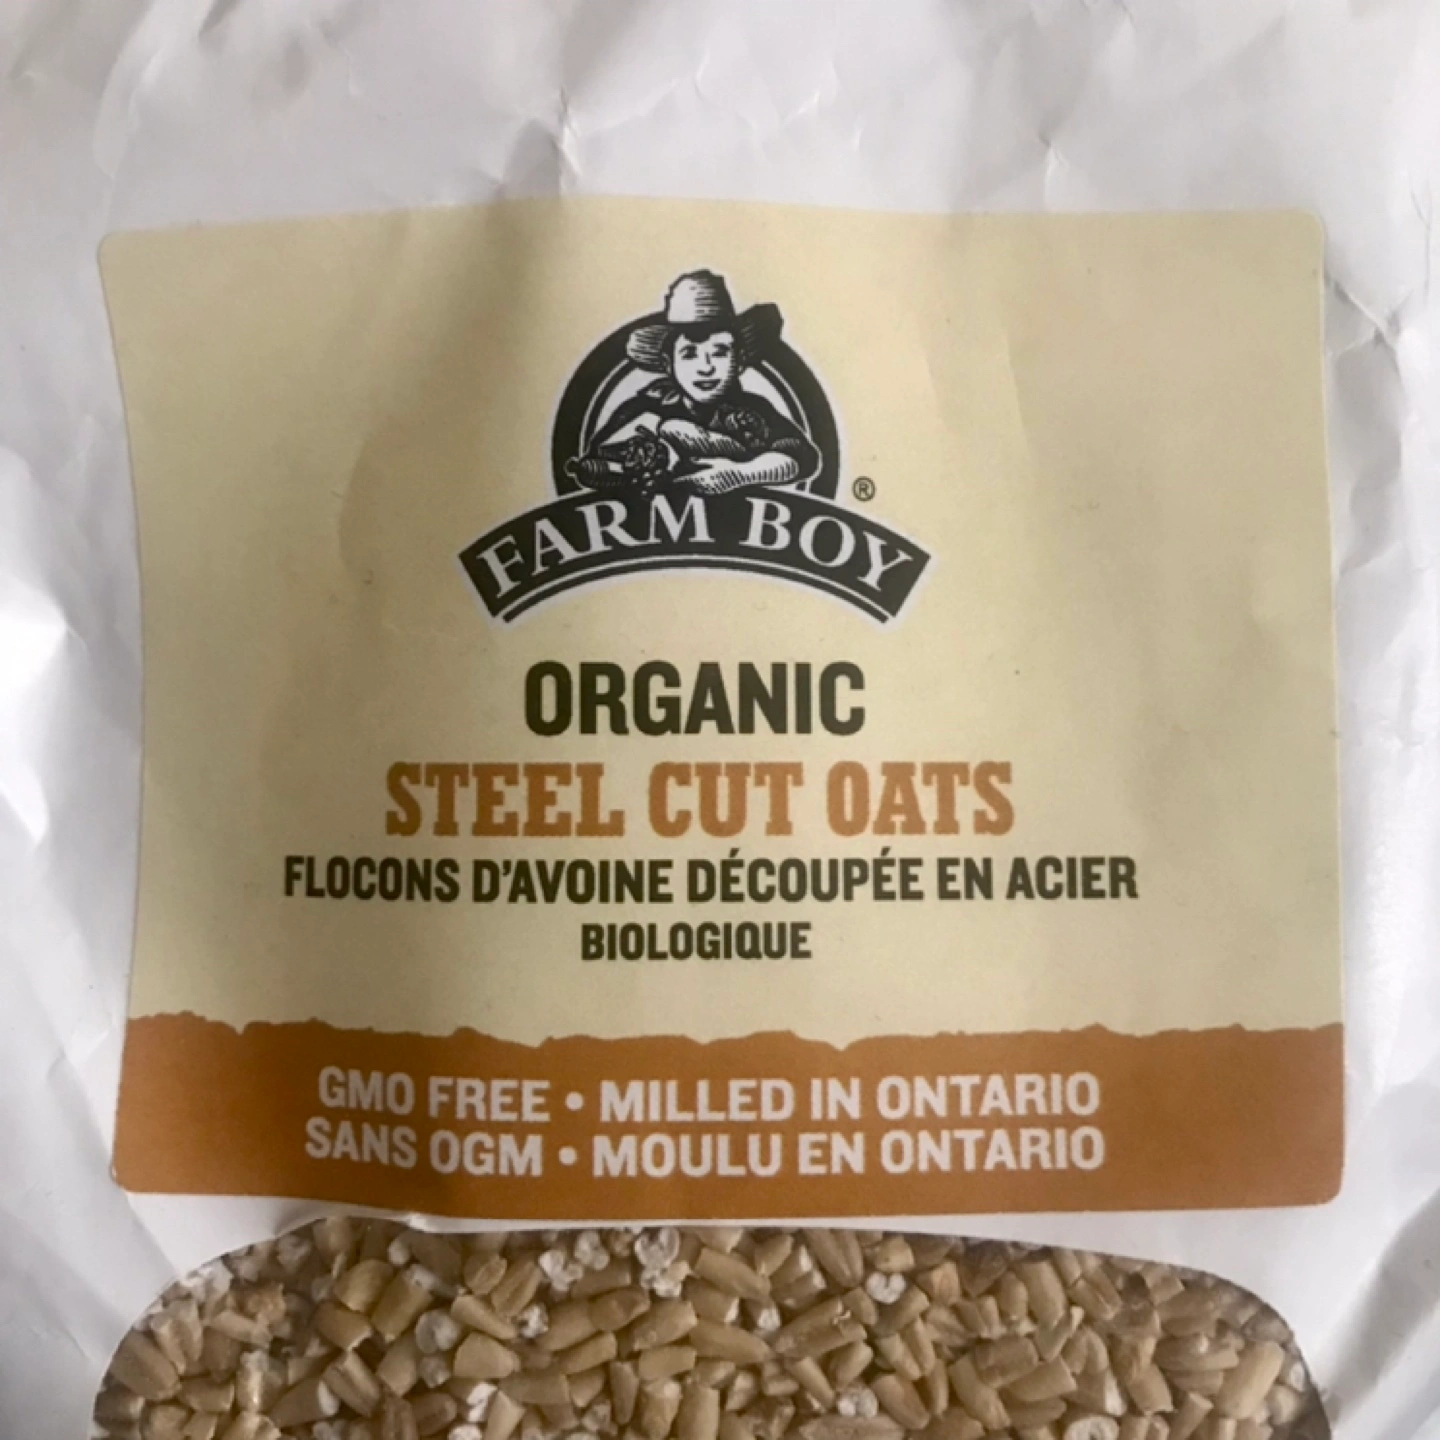 FARM BOY ®
ORGANIC
STEEL CUT OATS
FLOCONS D'AVOINE DÉCOUPÉE EN ACIER
BIOLOGIQUE
GMO FREE • MILLED IN ONTARIO
SANS OGM • MOULU EN ONTARIO